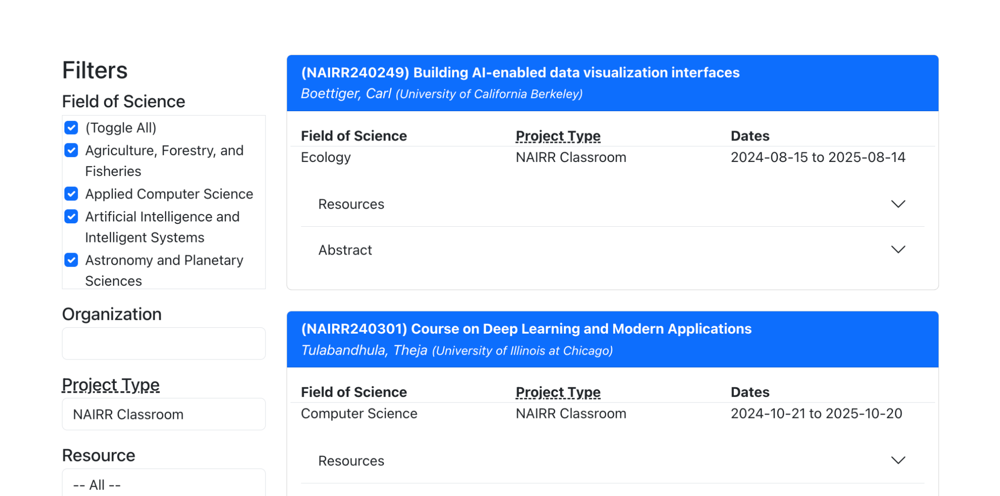 Filters
Field of Science
(Toggle All)
Agriculture, Forestry, and
Fisheries
Applied Computer Science
Artificial Intelligence and
Intelligent Systems
Astronomy and Planetary
Sciences
Organization
Project Type
NAIRR Classroom
Resource
-- All --
(NAIRR240249) Building AI-enabled data visualization interfaces
Boettiger, Carl (University of California Berkeley)
Field of Science Project Type Dates
Ecology NAIRR Classroom 2024-08-15 to 2025-08-14
Resources
Abstract
(NAIRR240301) Course on Deep Learning and Modern Applications
Tulabandhula, Theja (University of Illinois at Chicago)
Field of Science Project Type Dates
Computer Science NAIRR Classroom 2024-10-21 to 2025-10-20
Resources